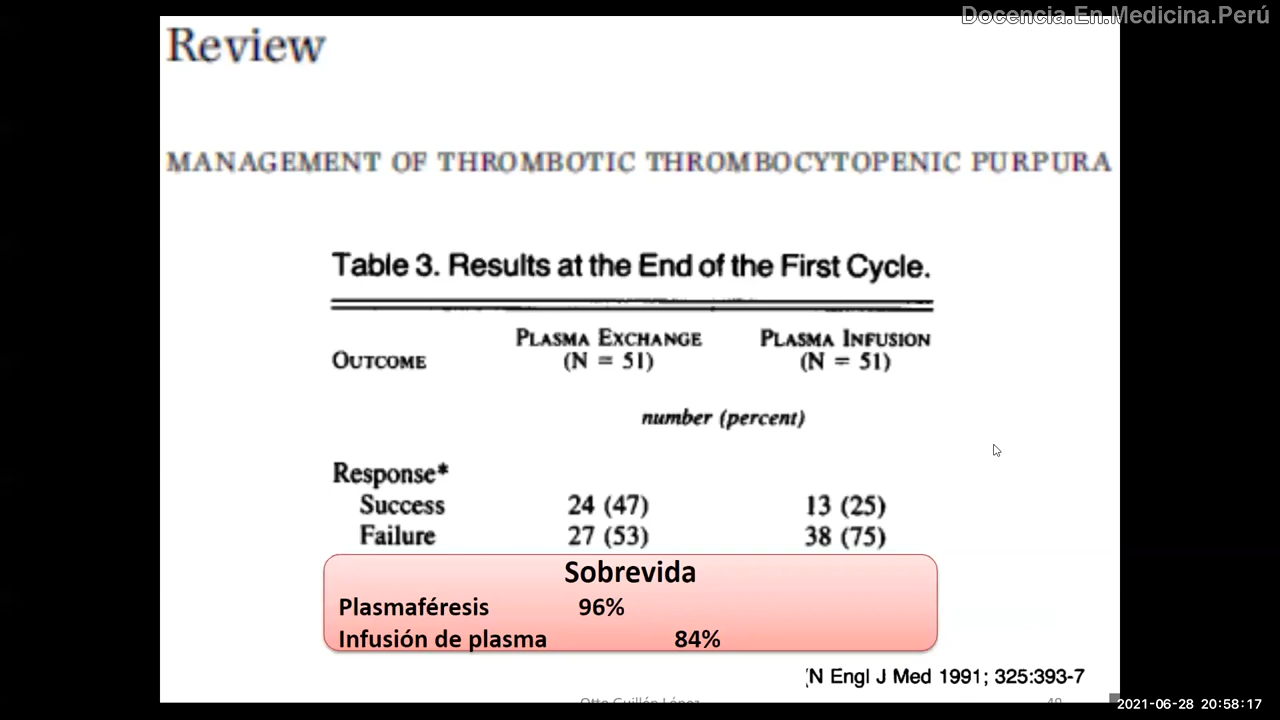 Docencia.En.Medicina.Perú
Review
MANAGEMENT OF THROMBOTIC THROMBOCYTOPENIC PURPURA
Table 3. Results at the End of the First Cycle.
OUTCOME PLASMA EXCHANGE (N = 51) PLASMA INFUSION (N = 51)
number (percent)
Response*
Success 24 (47) 13 (25)
Failure 27 (53) 38 (75)
Sobrevida
Plasmaféresis 96%
Infusión de plasma 84%
(N Engl J Med 1991; 325:393-7
2021-06-28 20:58:17